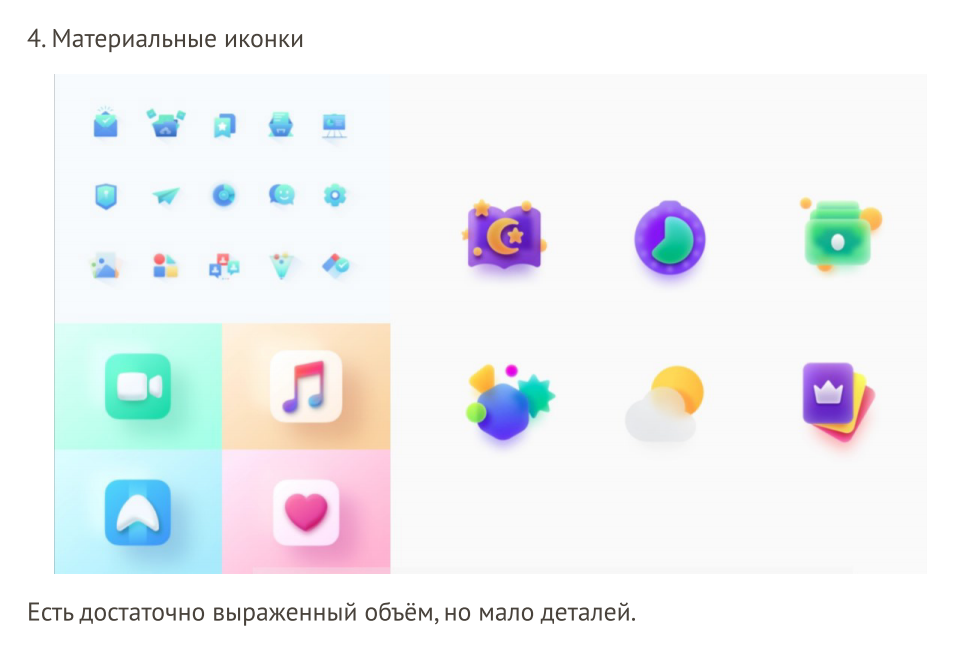 4. Материальные иконки
Есть достаточно выраженный объём, но мало деталей.